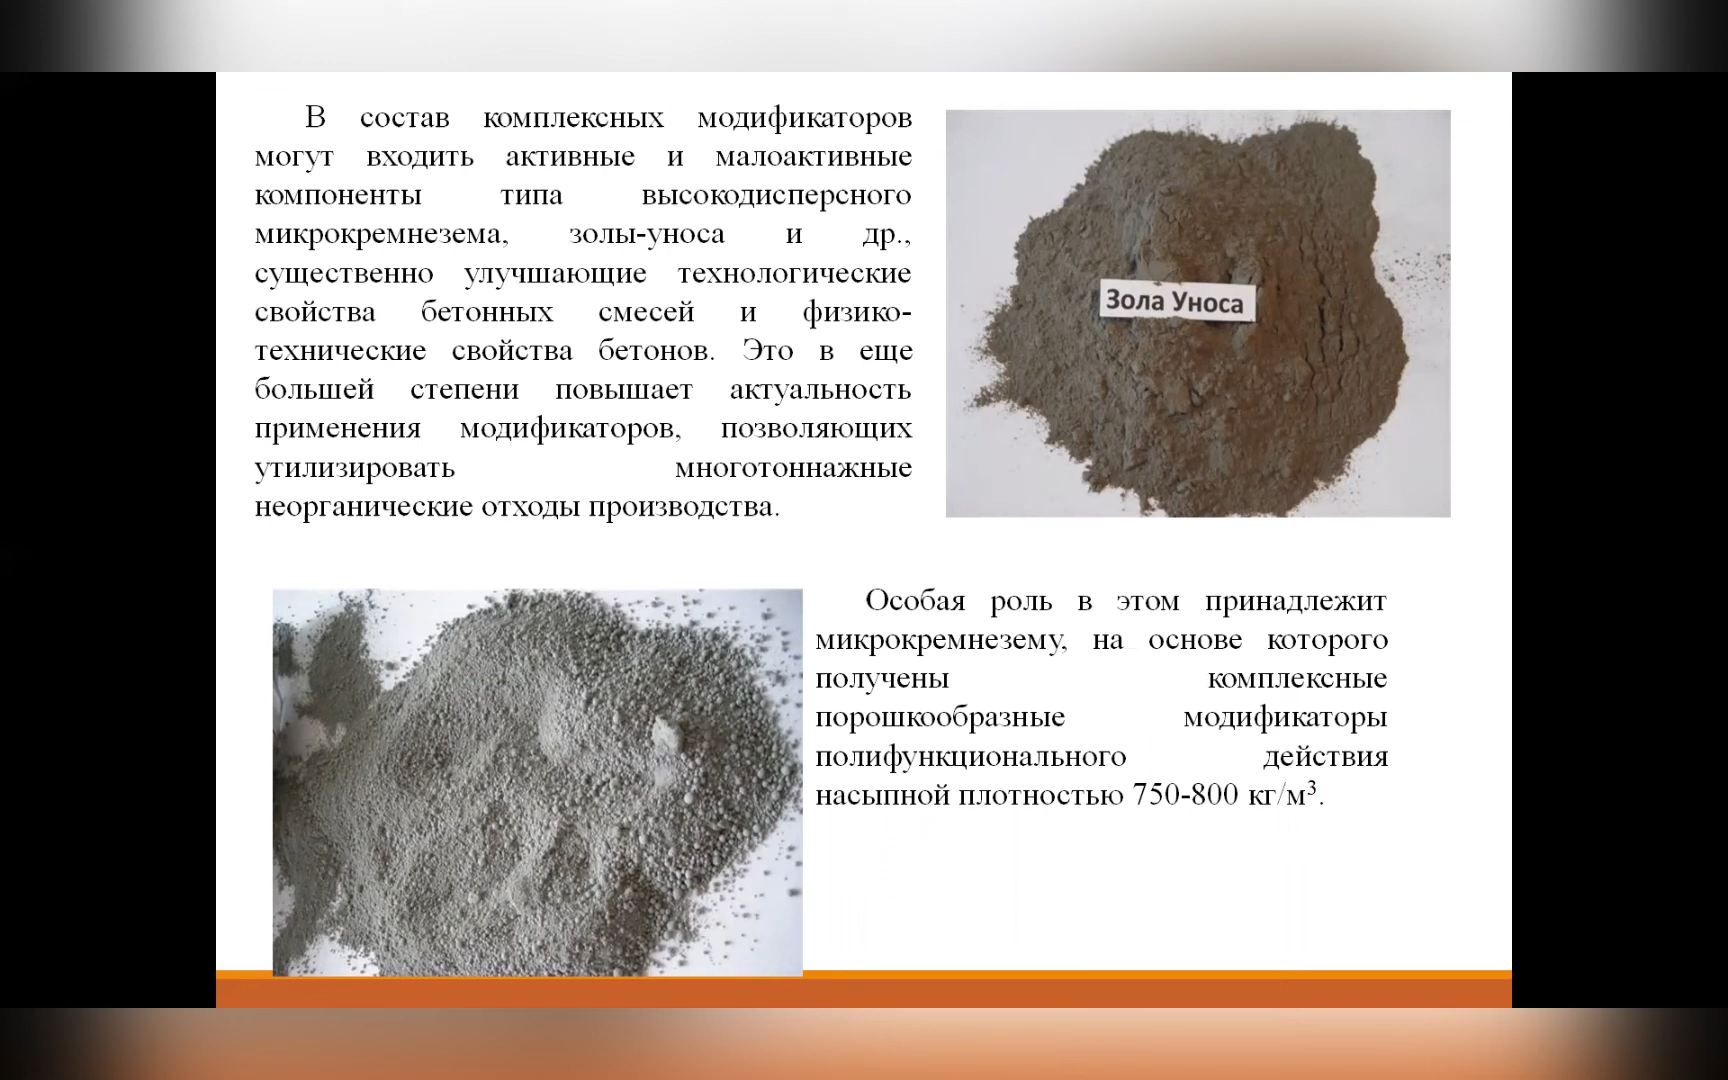 В состав комплексных модификаторов
могут входить активные и малоактивные
компоненты типа высокодисперсного
микрокремнезема, золы-уноса и др.,
существенно улучшающие технологические
свойства бетонных смесей и физико-
технические свойства бетонов. Это в еще
большей степени повышает актуальность
применения модификаторов, позволяющих
утилизировать многотоннажные
неорганические отходы производства.
Зола Уноса
Особая роль в этом принадлежит
микрокремнезему, на основе которого
получены комплексные
порошкообразные модификаторы
полифункционального действия
насыпной плотностью 750-800 кг/м³.